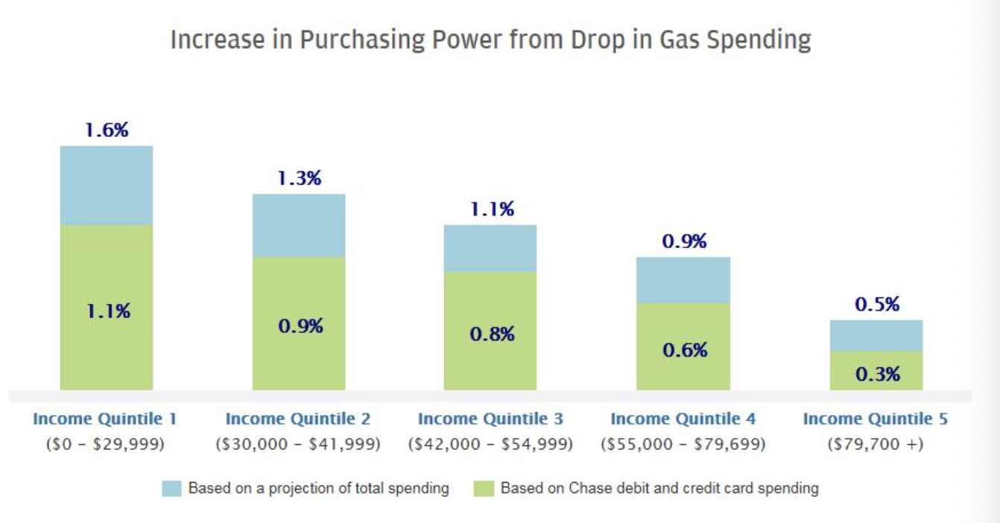 Increase in Purchasing Power from Drop in Gas Spending
1.6%
1.3%
1.1%
0.9%
0.5%
1.1%
0.9%
0.8%
0.6%
0.3%
Income Quintile 1 Income Quintile 2 Income Quintile 3 Income Quintile 4 Income Quintile 5
($0 – $29,999) ($30,000 – $41,999) ($42,000 – $54,999) ($55,000 – $79,699) ($79,700 +)
Based on a projection of total spending Based on Chase debit and credit card spending